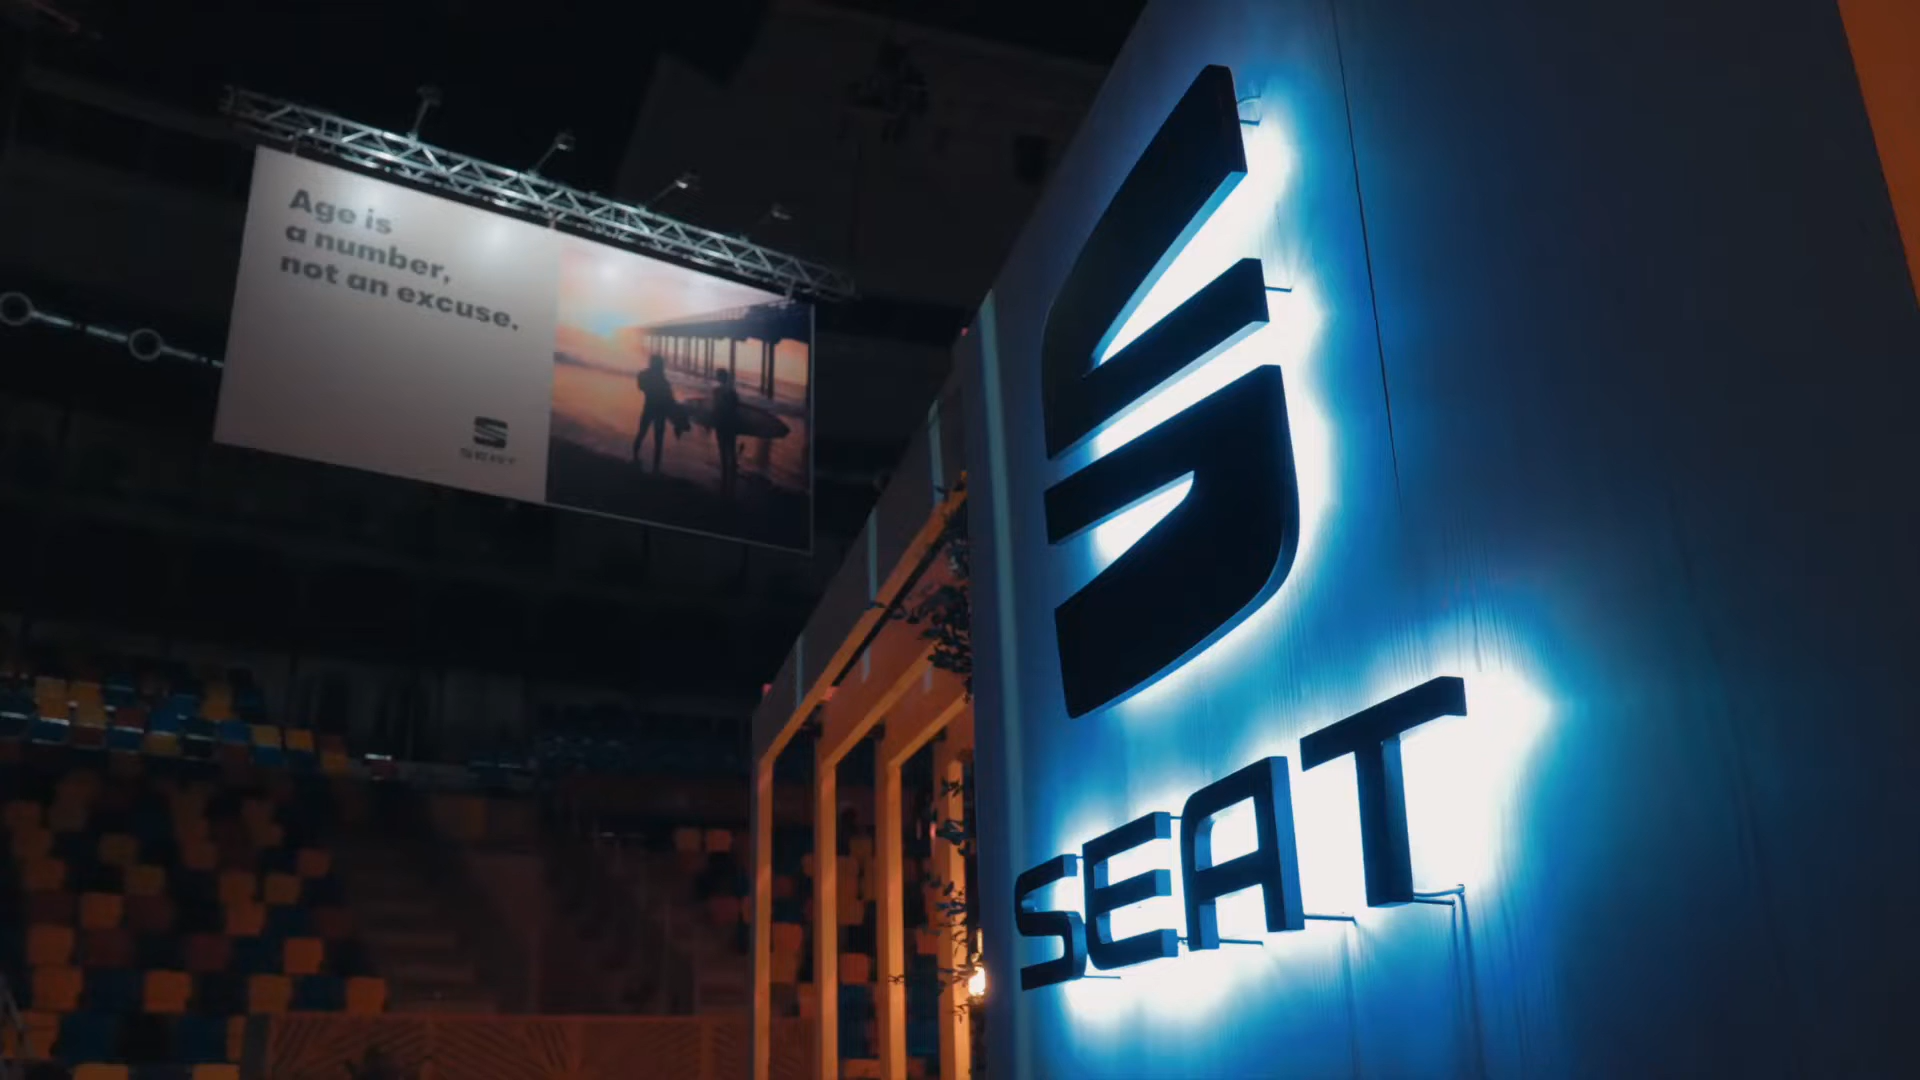 Age is
a number,
not an excuse.
SEAT
SEAT